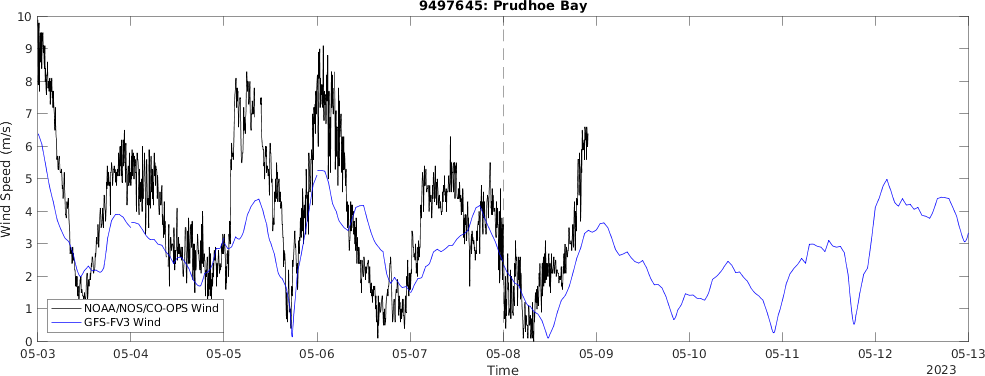 9497645: Prudhoe Bay
10
9
8
7
6
5
4
3
2
1
0
Wind Speed (m/s)
NOAA/NOS/CO-OPS Wind
GFS-FV3 Wind
05-03 05-04 05-05 05-06 05-07 05-08 05-09 05-10 05-11 05-12 05-13
Time
2023